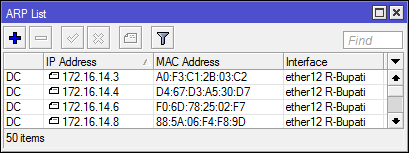 ARP List
Find
IP Address MAC Address Interface
DC 172.16.14.3 A0:F3:C1:2B:03:C2 ether12 R-Bupati
DC 172.16.14.4 D4:67:D3:A5:30:D7 ether12 R-Bupati
DC 172.16.14.6 F0:6D:78:25:02:F7 ether12 R-Bupati
DC 172.16.14.8 88:5A:06:F4:F8:9D ether12 R-Bupati
50 items